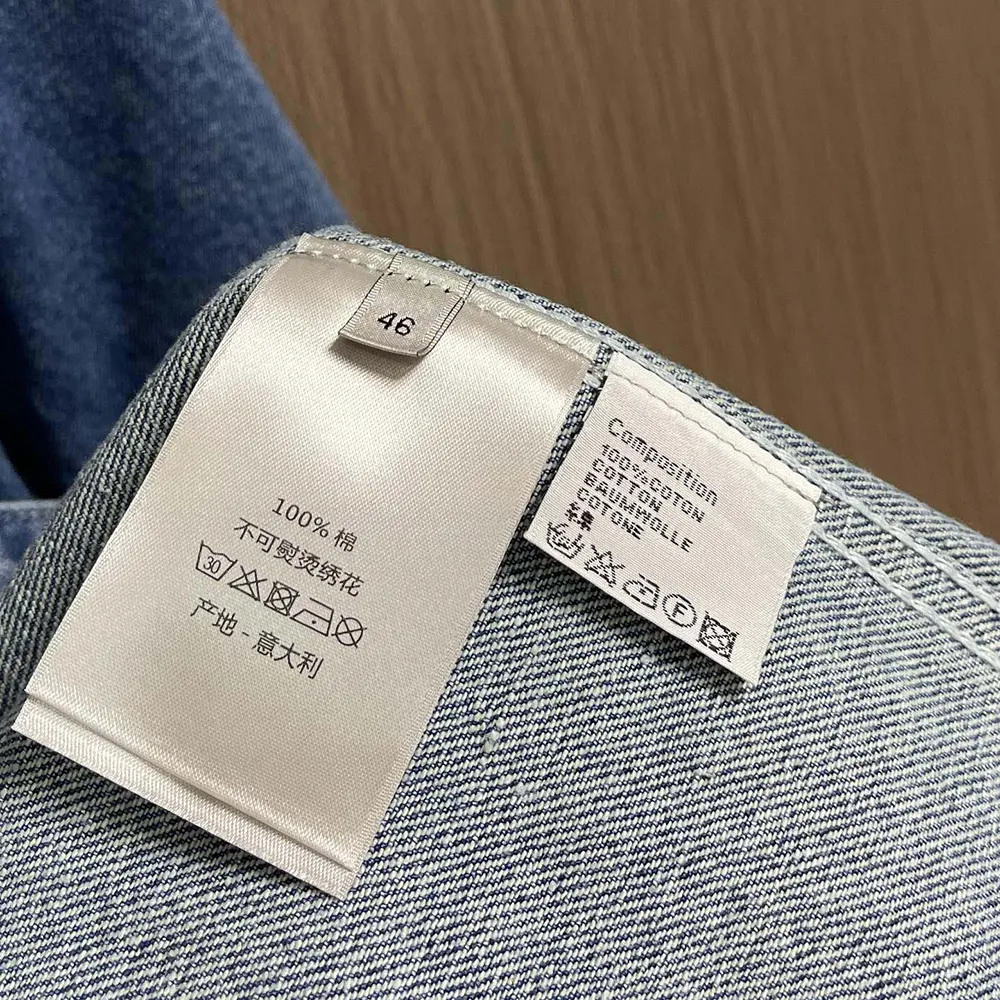 46
100% 棉
不可熨烫绣花
30
产地 - 意大利
Composition
100%COTON
COTTON
BAUMWOLLE
COTONE
棉
F